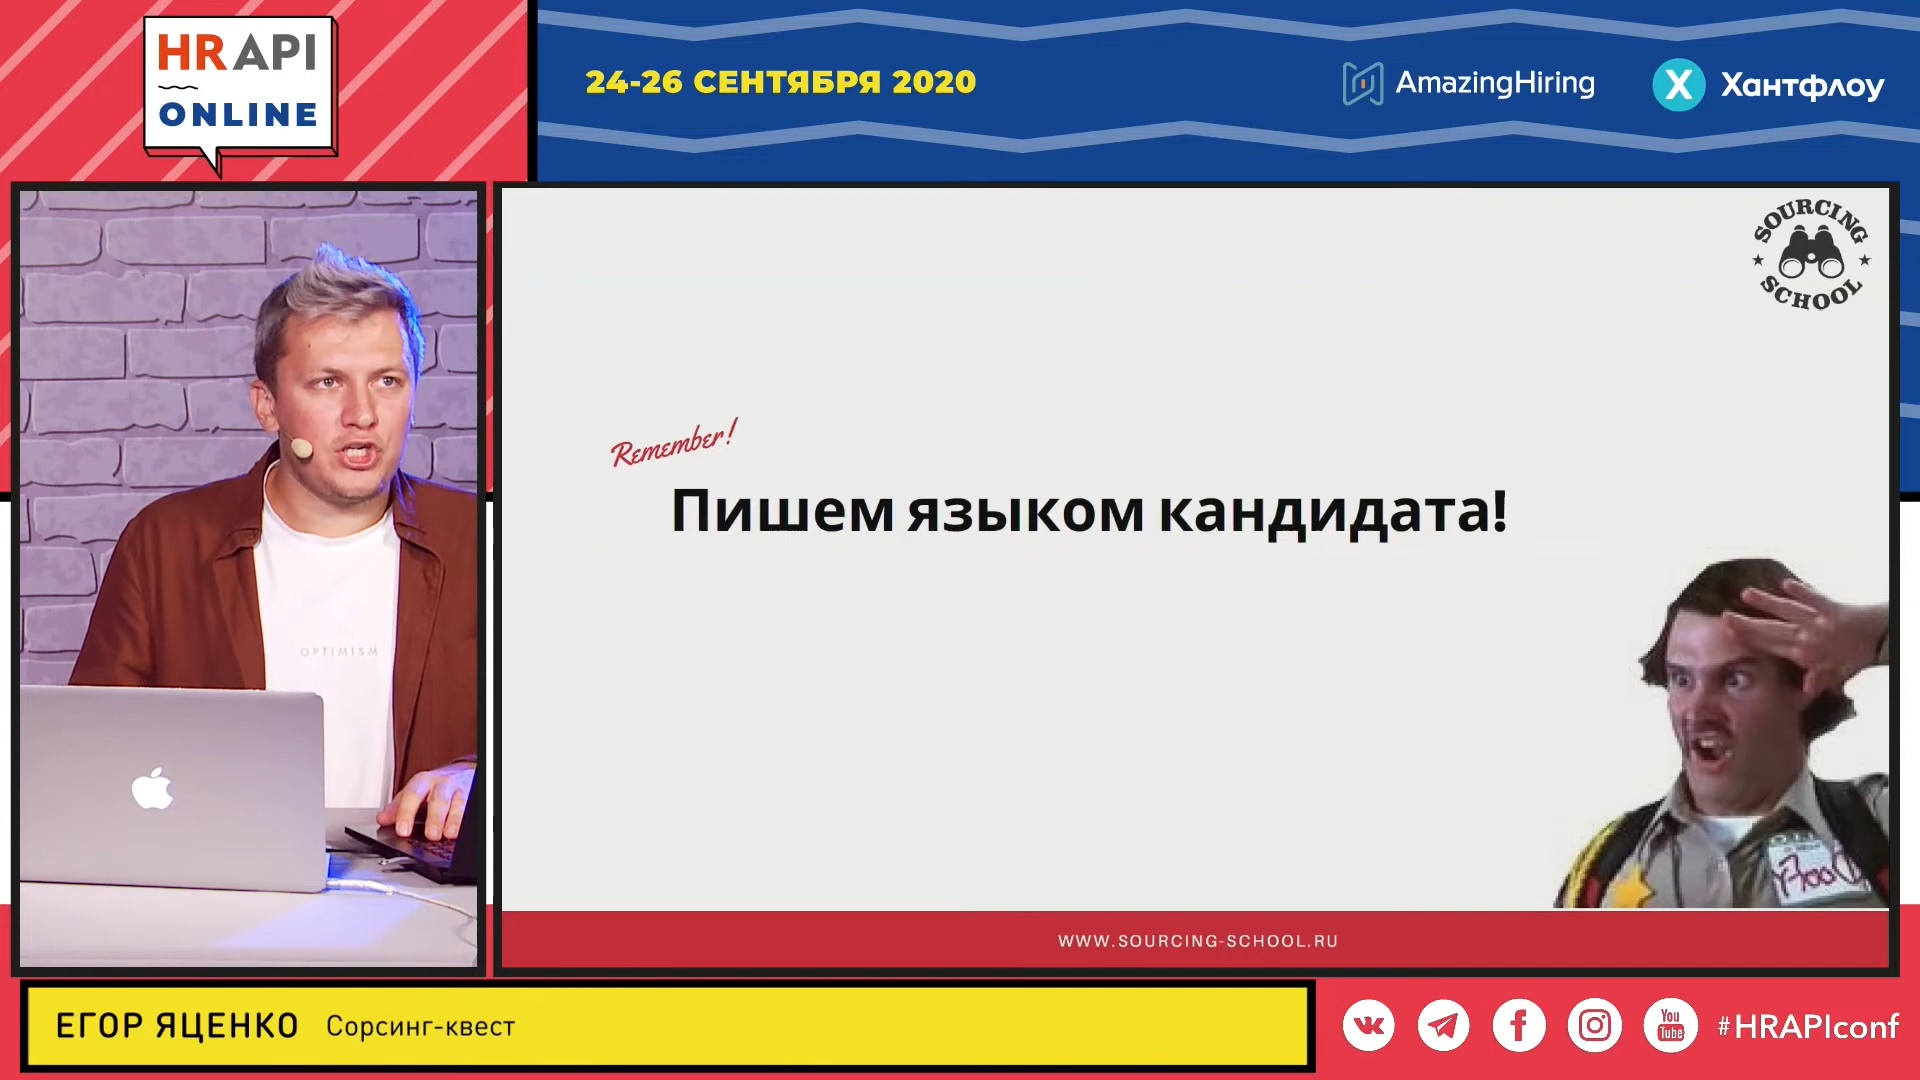 HR API
ONLINE
24-26 СЕНТЯБРЯ 2020
AmazingHiring
X Хантфлоу
SOURCING
SCHOOL
Remember!
Пишем языком кандидата!
OPTIMISM
WWW.SOURCING-SCHOOL.RU
ЕГОР ЯЦЕНКО Сорсинг-квест
You
Tube
#HRAPIconf